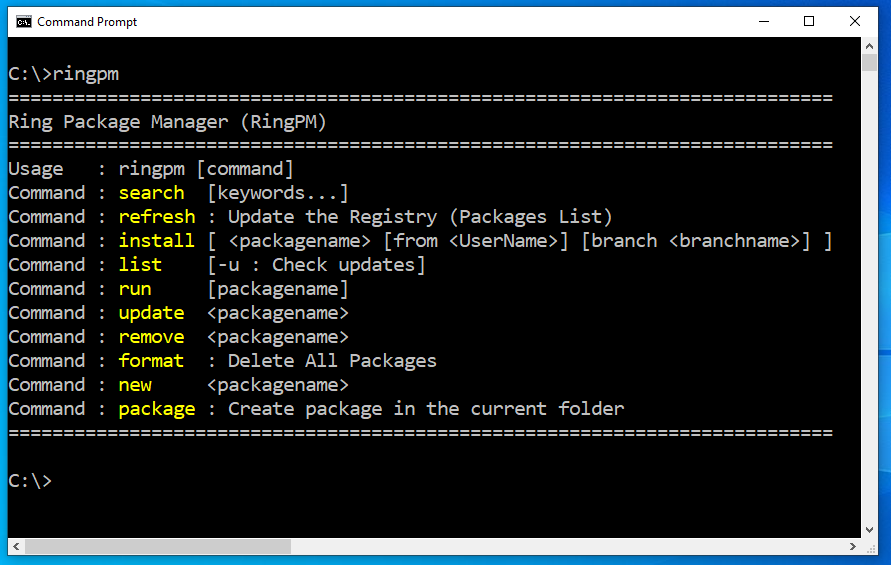 Command Prompt
C:\>ringpm
===========================================================================
Ring Package Manager (RingPM)
===========================================================================
Usage   : ringpm [command]
Command : search  [keywords...]
Command : refresh : Update the Registry (Packages List)
Command : install [ <packagename> [from <UserName>] [branch <branchname>] ]
Command : list    [-u : Check updates]
Command : run     [packagename]
Command : update  <packagename>
Command : remove  <packagename>
Command : format  : Delete All Packages
Command : new     <packagename>
Command : package : Create package in the current folder
===========================================================================
C:\>